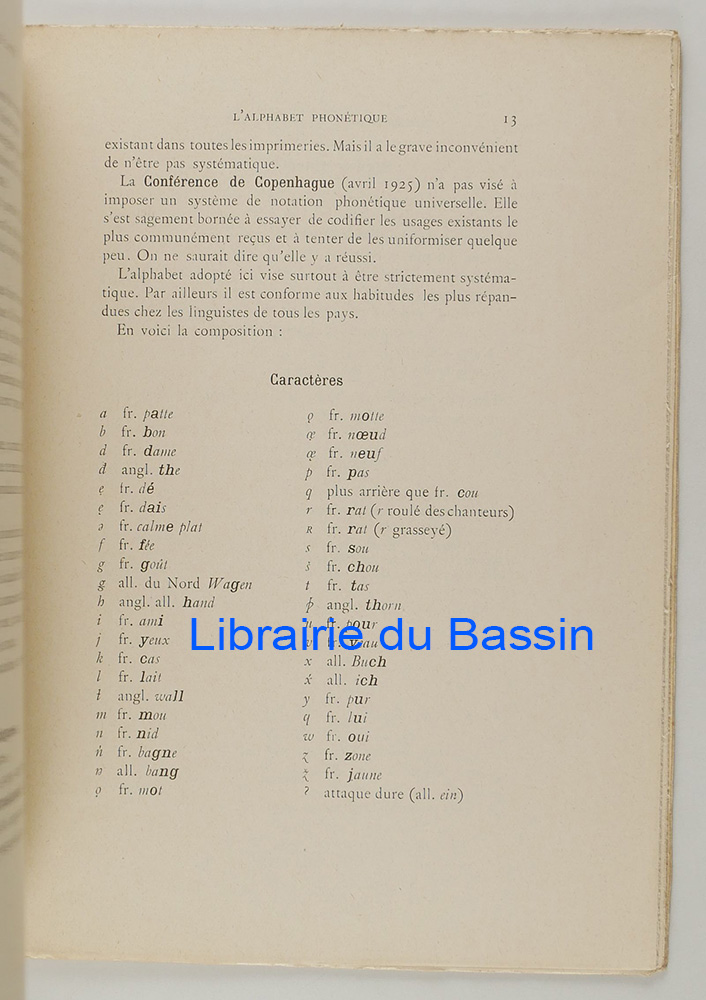 L'ALPHABET PHONÉTIQUE 13
existant dans toutes les imprimeries. Mais il a le grave inconvénient
de n'être pas systématique.
La Conférence de Copenhague (avril 1925) n'a pas visé à
imposer un système de notation phonétique universelle. Elle
s'est sagement bornée à essayer de codifier les usages existants le
plus communément reçus et à tenter de les uniformiser quelque
peu. On ne saurait dire qu'elle y a réussi.
L'alphabet adopté ici vise surtout à être strictement systéma-
tique. Par ailleurs il est conforme aux habitudes les plus répan-
dues chez les linguistes de tous les pays.
En voici la composition :
Caractères
a fr. patte
b fr. bon
d fr. dame
đ angl. the
ẹ fr. dé
ę fr. dais
ə fr. calme plat
f fr. fée
g fr. goût
all. du Nord Wagen
h angl. all. hand
i fr. ami
j fr. yeux
k fr. cas
l fr. lait
ł angl. wall
m fr. mou
n fr. nid
ń fr. bagne
all. bang
ọ fr. mot
ǫ fr. motte
œ̣ fr. nœud
œ̨ fr. neuf
p fr. pas
q plus arrière que fr. cou
r fr. rat (r roulé des chanteurs)
R fr. rat (r grasseyé)
s fr. sou
š fr. chou
t fr. tas
þ angl. thorn
u fr. pour
Librairie du Bassin
v fr. veau
x all. Buch
x́ all. ich
y fr. pur
fr. lui
w fr. oui
z fr. zone
ž fr. jaune
ʔ attaque dure (all. ein)